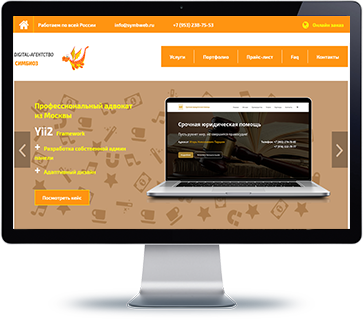 Работаем по всей России
info@symbweb.ru
+7 (953) 238-76-53
Онлайн заказ
DIGITAL-АГЕНТСТВО
СИМБИОЗ
Услуги
Портфолио
Прайс-лист
Faq
Контакты
Профессиональный адвокат
из Москвы
Yii2 framework
+ Разработка собственной админ
панели
+ Адаптивный дизайн
Посмотреть кейс
Срочная юридическая помощь